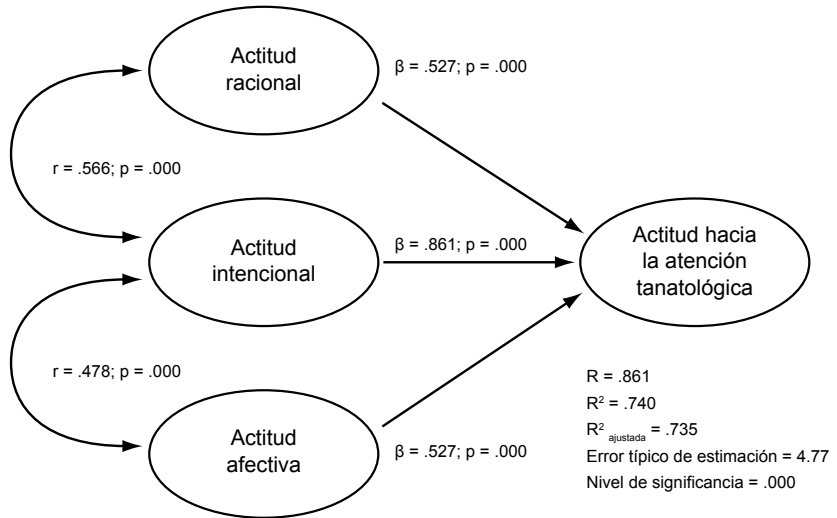 Actitud
racional
β = .527; p = .000
r = .566; p = .000
Actitud
intencional
β = .861; p = .000
Actitud hacia
la atención
tanatológica
r = .478; p = .000
Actitud
afectiva
β = .527; p = .000
R = .861
R² = .740
R² ajustada = .735
Error típico de estimación = 4.77
Nivel de significancia = .000